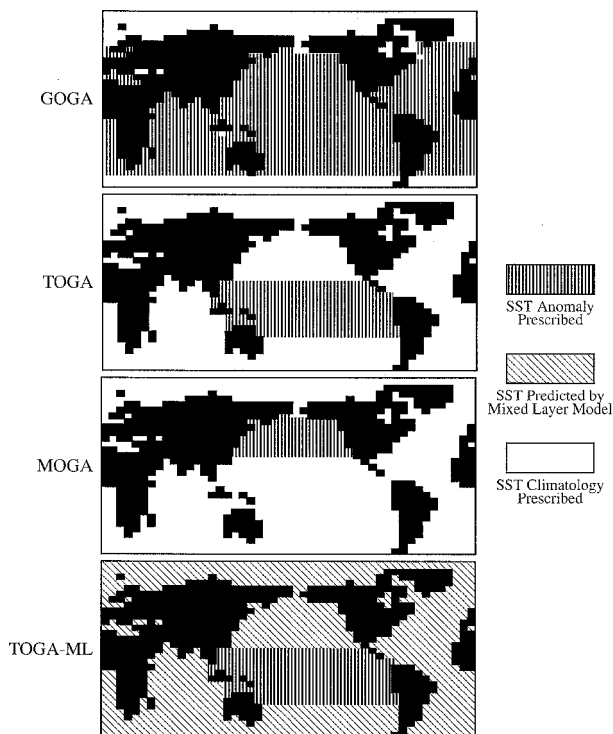 GOGA
TOGA
SST Anomaly
Prescribed
SST Predicted by
Mixed Layer Model
MOGA
SST Climatology
Prescribed
TOGA-ML